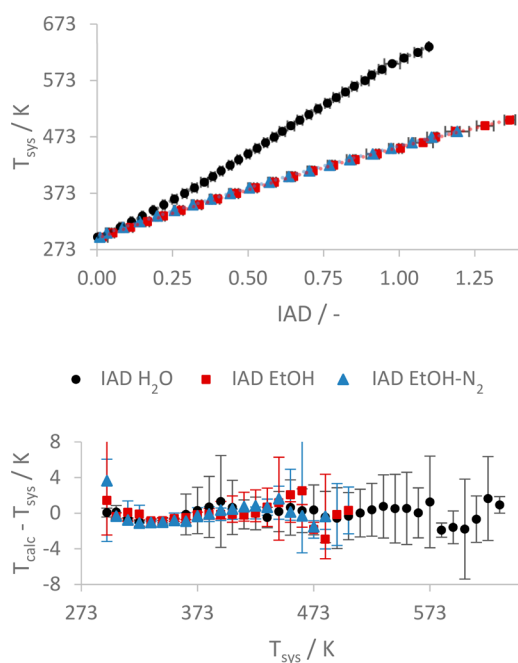 673
573
473
373
273
T_sys / K
0.00 0.25 0.50 0.75 1.00 1.25
IAD / -
IAD H₂O IAD EtOH IAD EtOH-N₂
8
4
0
-4
-8
T_calc - T_sys / K
273 373 473 573
T_sys / K